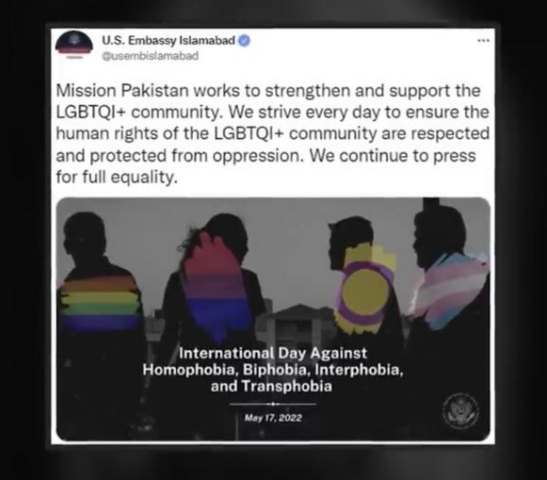 U.S. Embassy Islamabad
@usembislamabad
Mission Pakistan works to strengthen and support the
LGBTQI+ community. We strive every day to ensure the
human rights of the LGBTQI+ community are respected
and protected from oppression. We continue to press
for full equality.
International Day Against
Homophobia, Biphobia, Interphobia,
and Transphobia
May 17, 2022